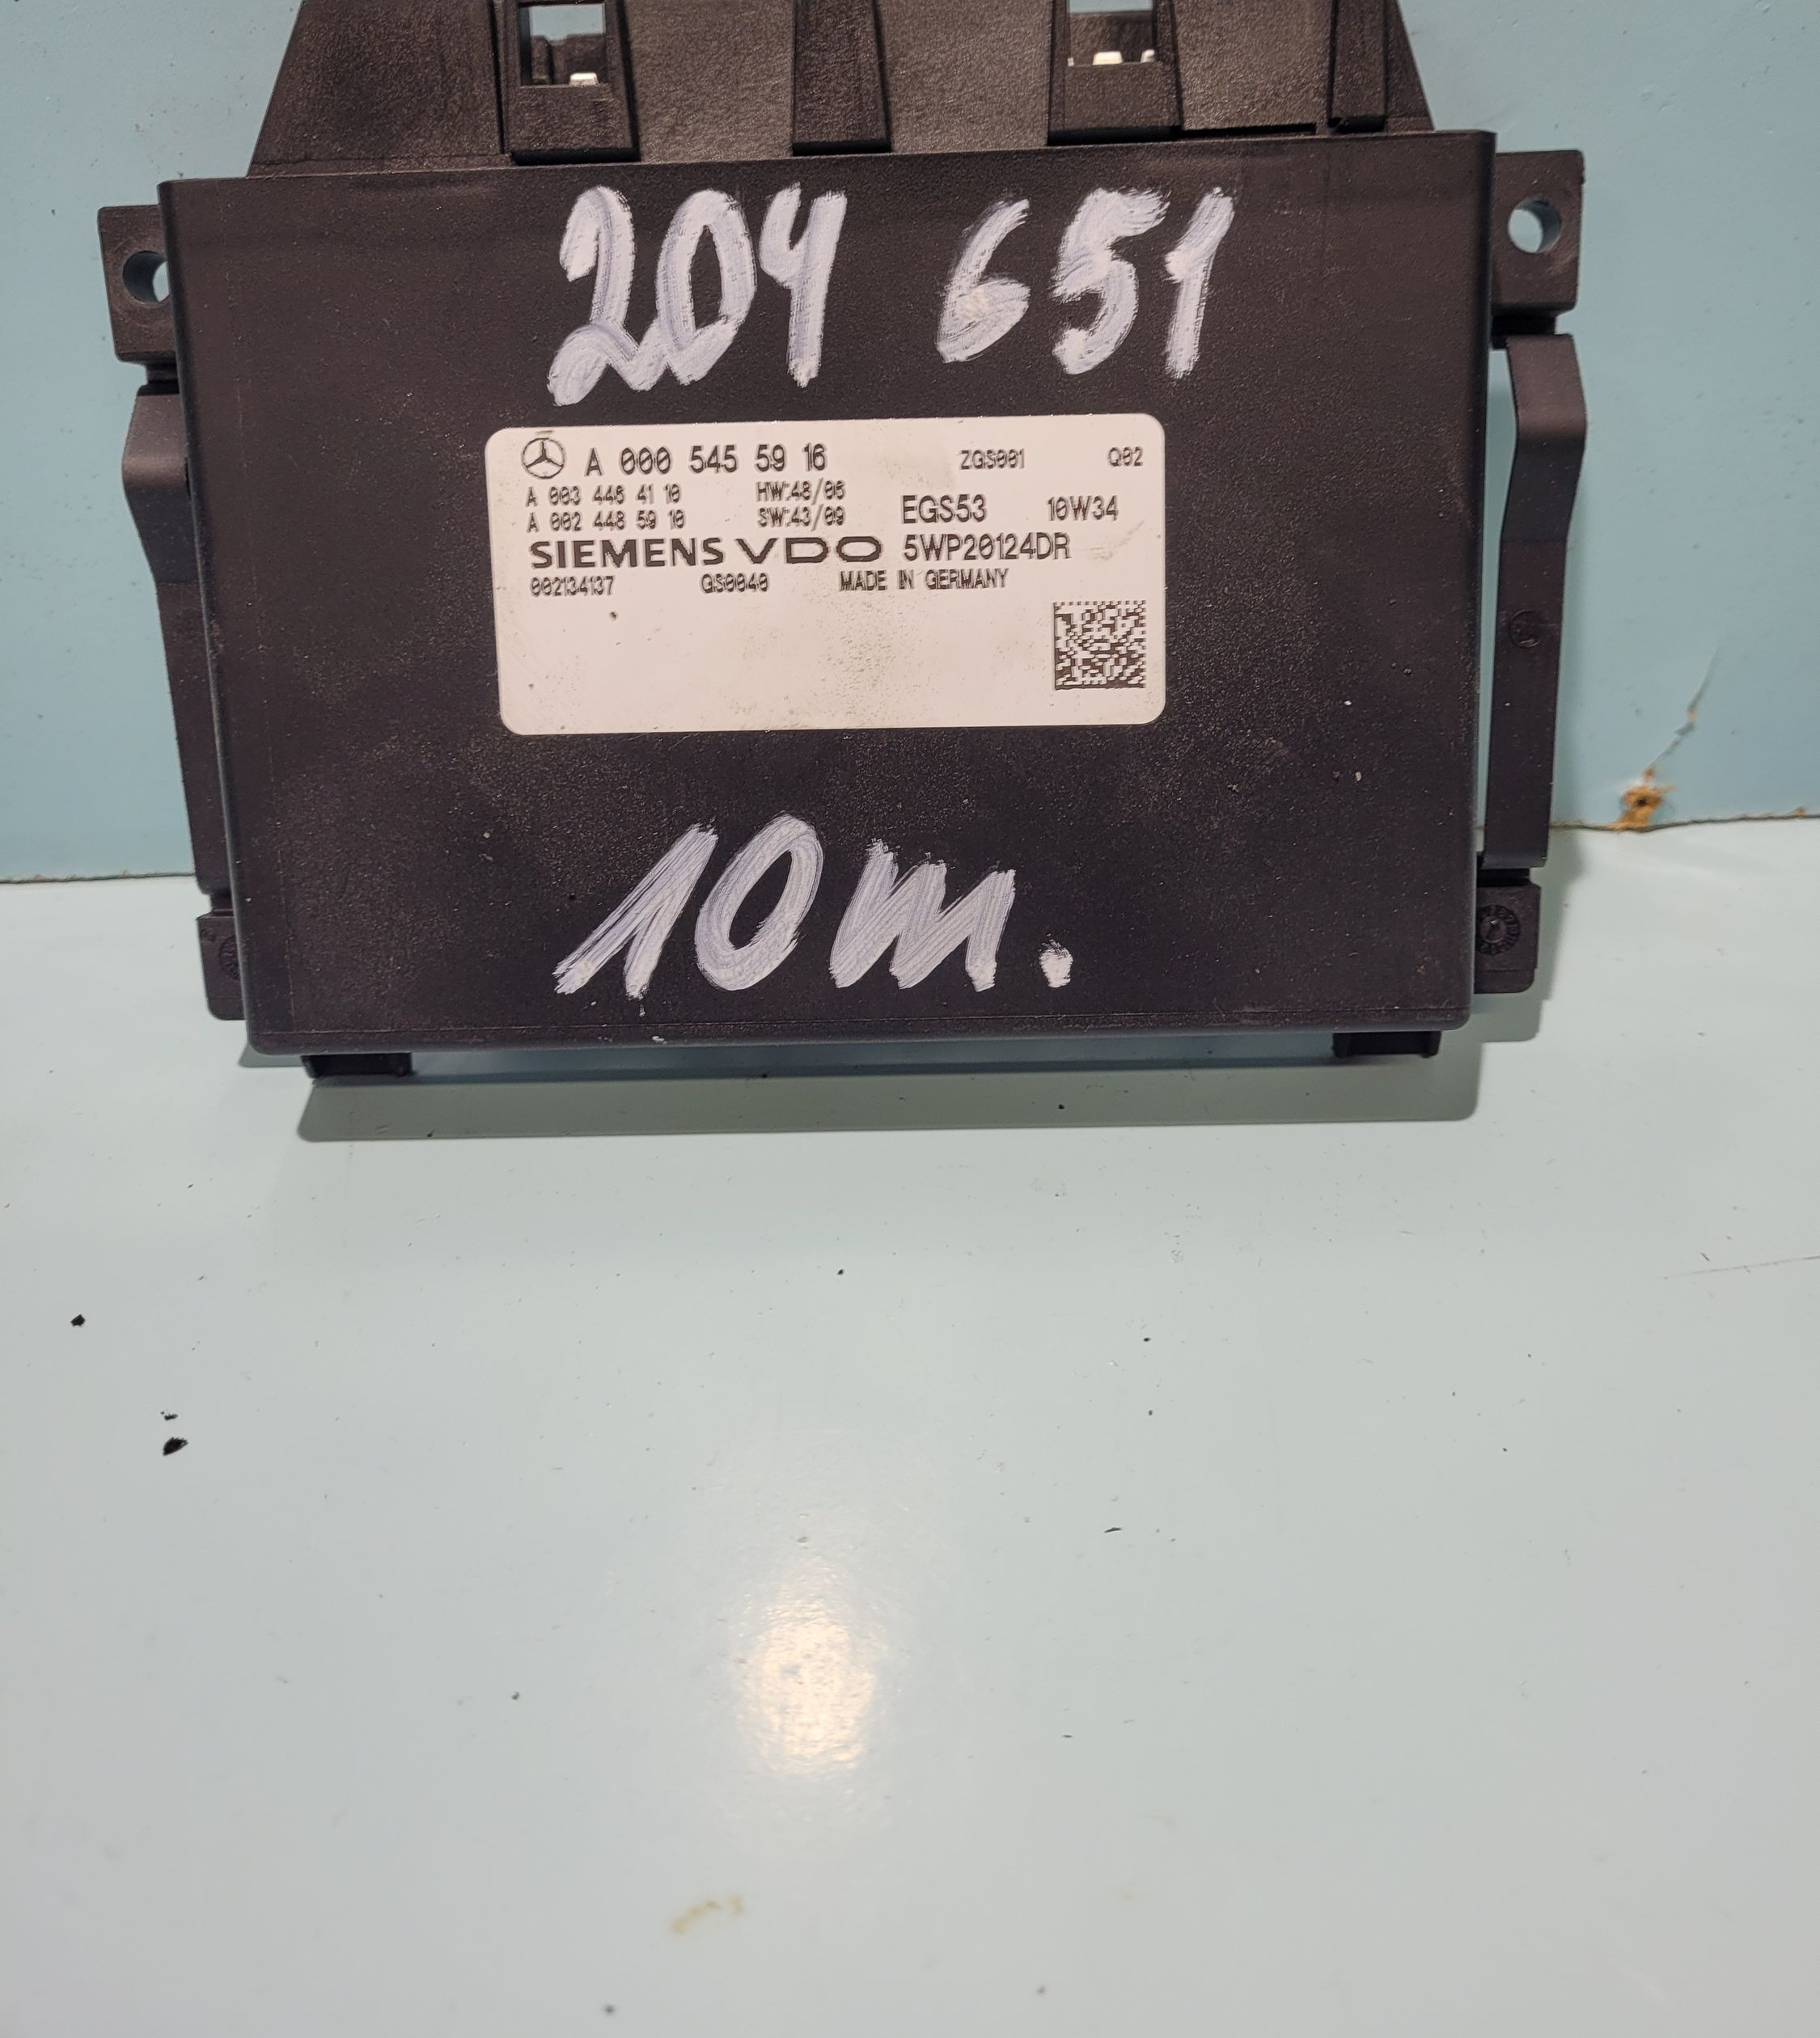 204 651
A 000 545 59 16 ZGS001 Q02
A 003 446 41 10 HW:48/06
A 002 448 59 10 SW:43/09 EGS53 10W34
SIEMENS VDO 5WP20124DR
002134137 GS0040 MADE IN GERMANY
10m.